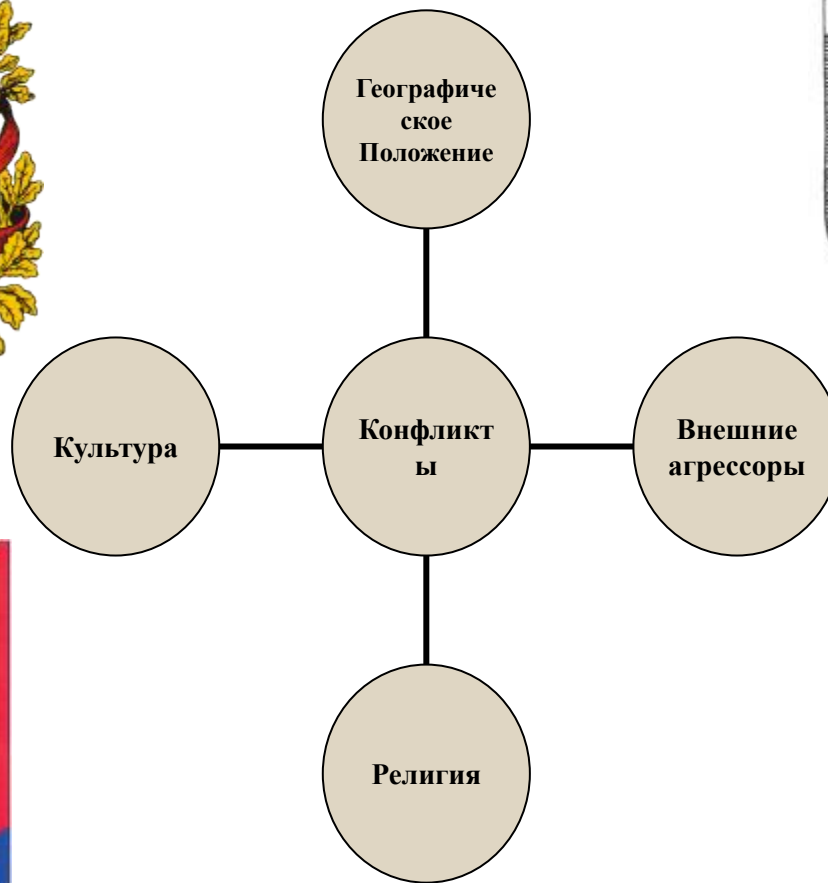 Географиче
ское
Положение
Культура
Конфликт
ы
Внешние
агрессоры
Религия